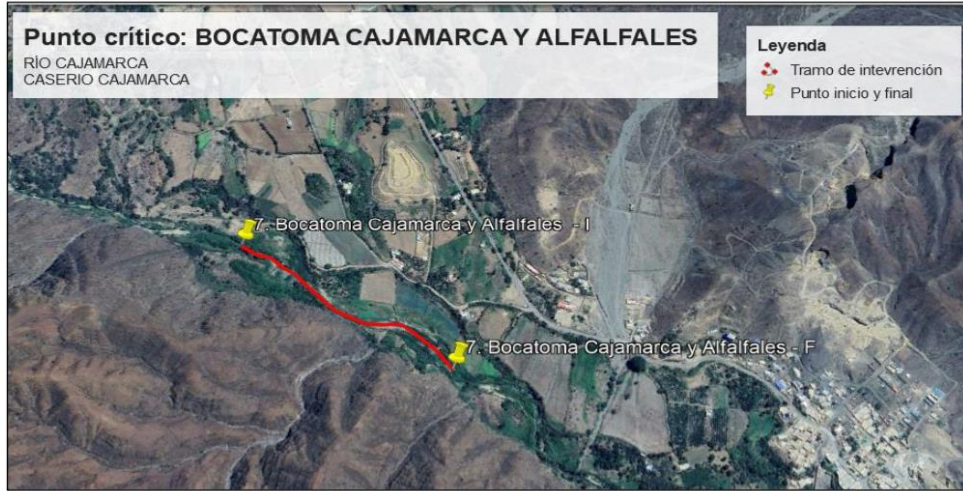 Punto crítico: BOCATOMA CAJAMARCA Y ALFALFALES
RÍO CAJAMARCA
CASERIO CAJAMARCA
Leyenda
Tramo de intevrención
Punto inicio y final
7. Bocatoma Cajamarca y Alfalfales - I
7. Bocatoma Cajamarca y Alfalfales - F